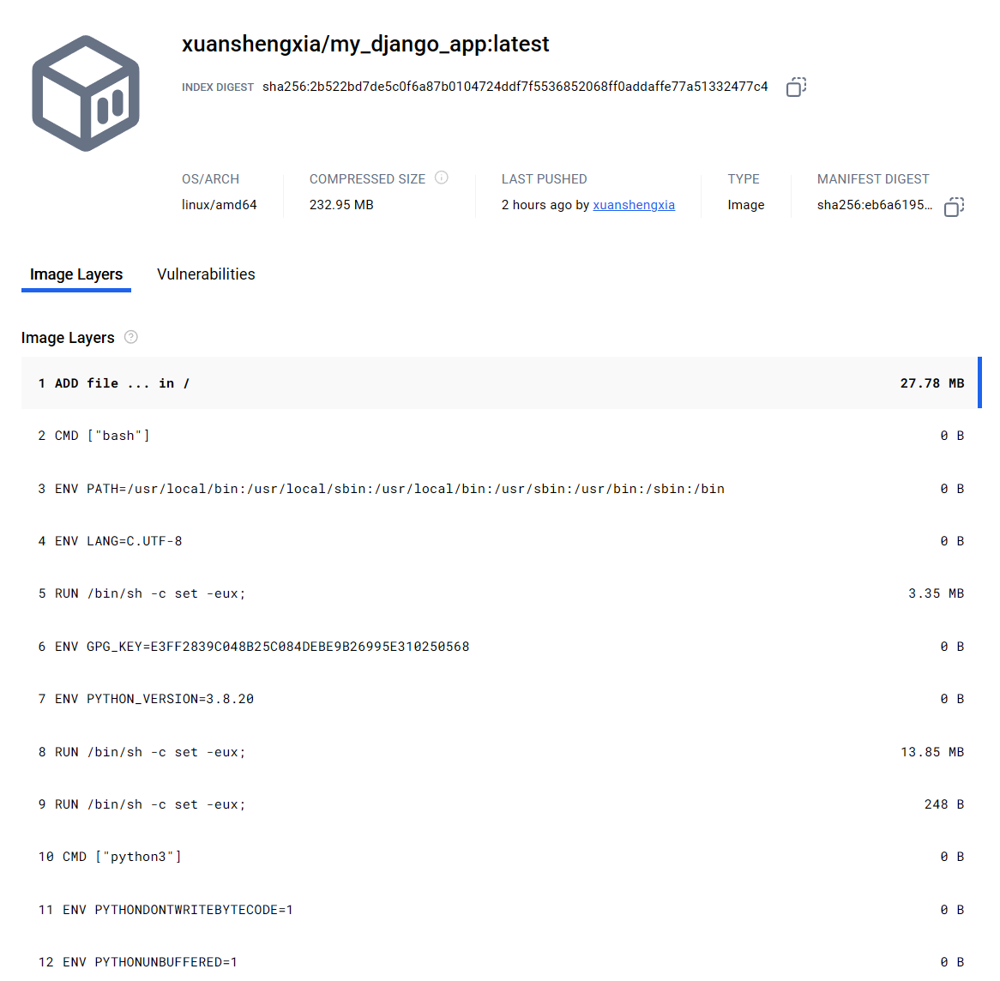 xuanshengxia/my_django_app:latest
INDEX DIGEST sha256:2b522bd7de5c0f6a87b0104724ddf7f5536852068ff0addaffe77a51332477c4
OS/ARCH COMPRESSED SIZE LAST PUSHED TYPE MANIFEST DIGEST
linux/amd64 232.95 MB 2 hours ago by xuanshengxia Image sha256:eb6a6195...
Image Layers Vulnerabilities
Image Layers
1 ADD file ... in / 27.78 MB
2 CMD ["bash"] 0 B
3 ENV PATH=/usr/local/bin:/usr/local/sbin:/usr/local/bin:/usr/sbin:/usr/bin:/sbin:/bin 0 B
4 ENV LANG=C.UTF-8 0 B
5 RUN /bin/sh -c set -eux; 3.35 MB
6 ENV GPG_KEY=E3FF2839C048B25C084DEBE9B26995E310250568 0 B
7 ENV PYTHON_VERSION=3.8.20 0 B
8 RUN /bin/sh -c set -eux; 13.85 MB
9 RUN /bin/sh -c set -eux; 248 B
10 CMD ["python3"] 0 B
11 ENV PYTHONDONTWRITEBYTECODE=1 0 B
12 ENV PYTHONUNBUFFERED=1 0 B